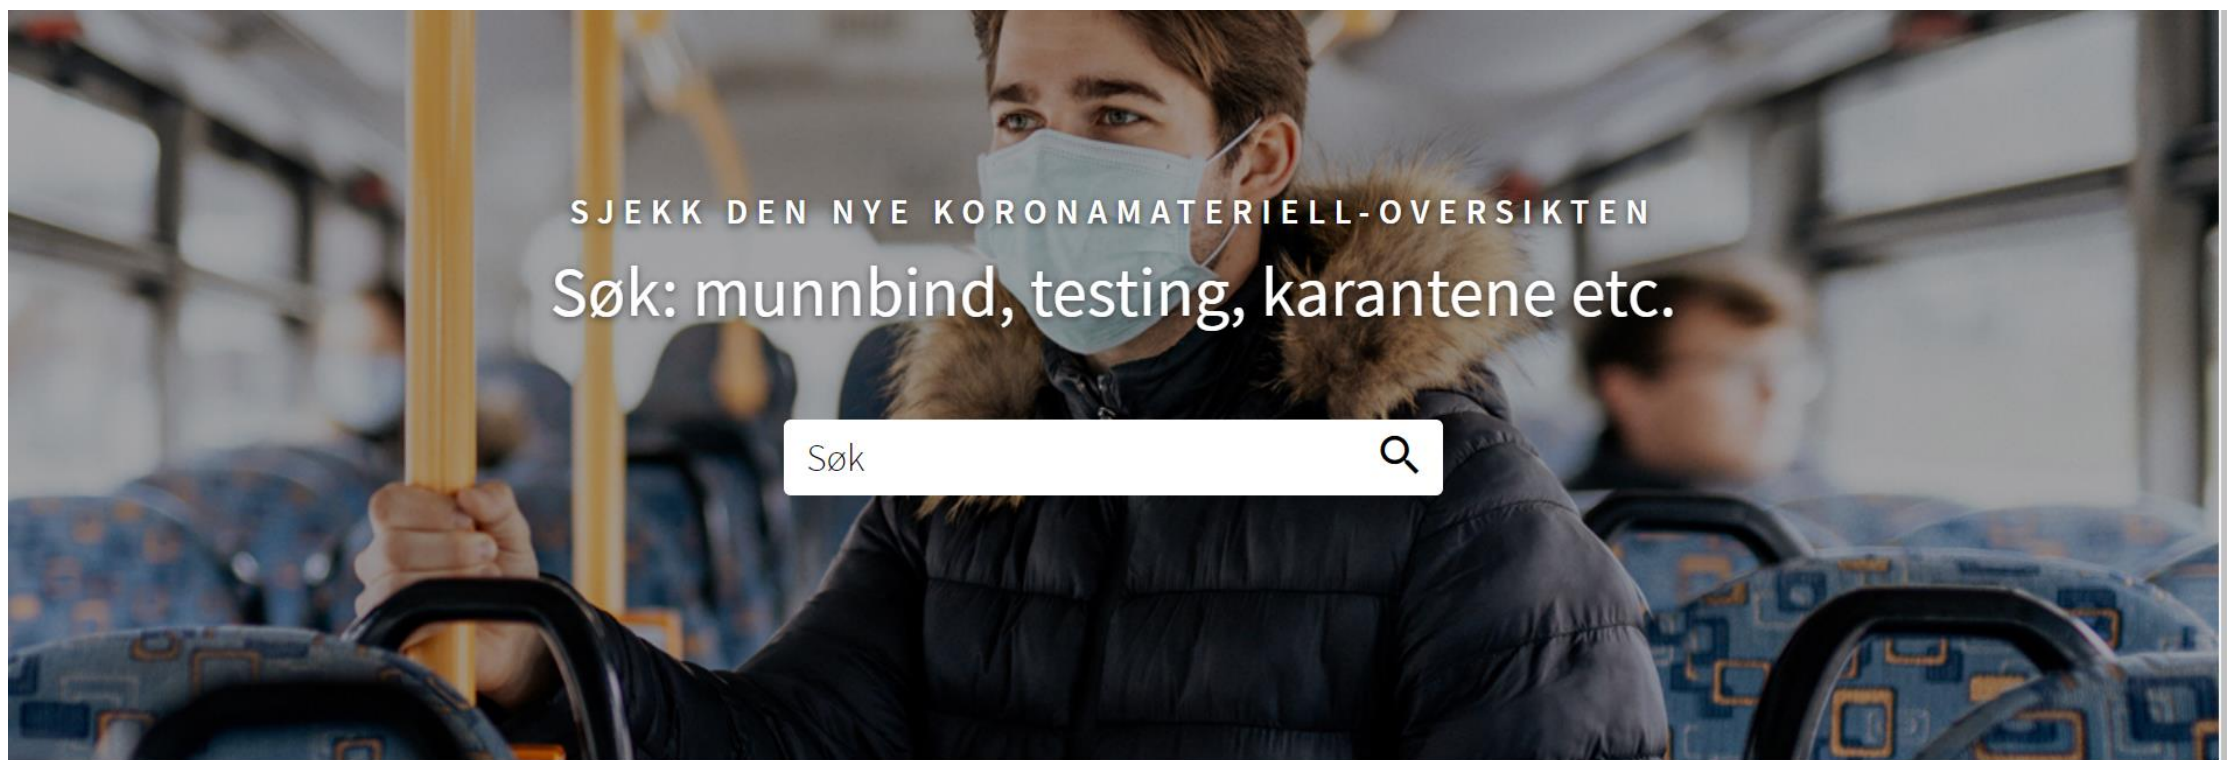 SJEKK DEN NYE KORONAMATERIELL-OVERSIKTEN
Søk: munnbind, testing, karantene etc.
Søk